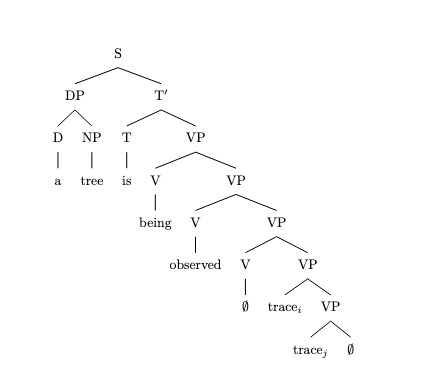 S
DP T′
D NP T VP
a tree is V VP
being V VP
observed V VP
∅ trace_i VP
trace_j ∅